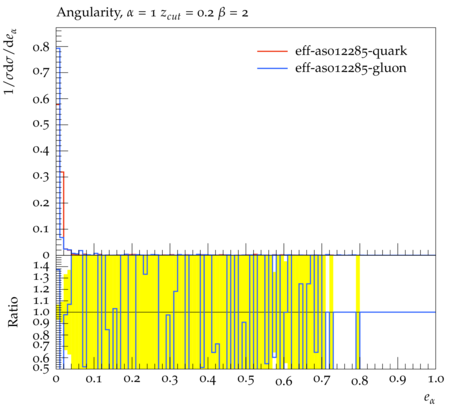 Angularity, α = 1 z_cut = 0.2 β = 2
1/σdσ/de_α
0.8
0.7
0.6
0.5
0.4
0.3
0.2
0.1
0
eff-as012285-quark
eff-as012285-gluon
Ratio
1.4
1.3
1.2
1.1
1.0
0.9
0.8
0.7
0.6
0.5
0 0.1 0.2 0.3 0.4 0.5 0.6 0.7 0.8 0.9 1.0
e_α